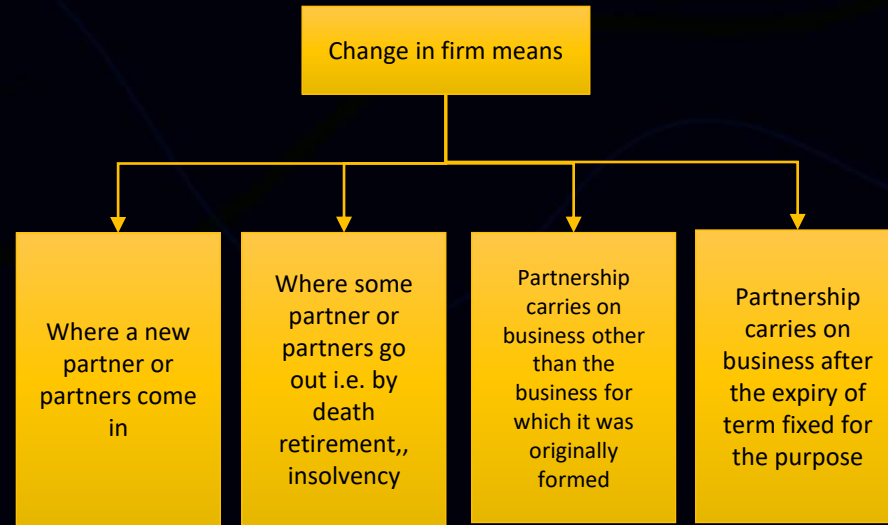 Change in firm means
Where a new
partner or
partners come
in
Where some
partner or
partners go
out i.e. by
death
retirement,,
insolvency
Partnership
carries on
business other
than the
business for
which it was
originally
formed
Partnership
carries on
business after
the expiry of
term fixed for
the purpose